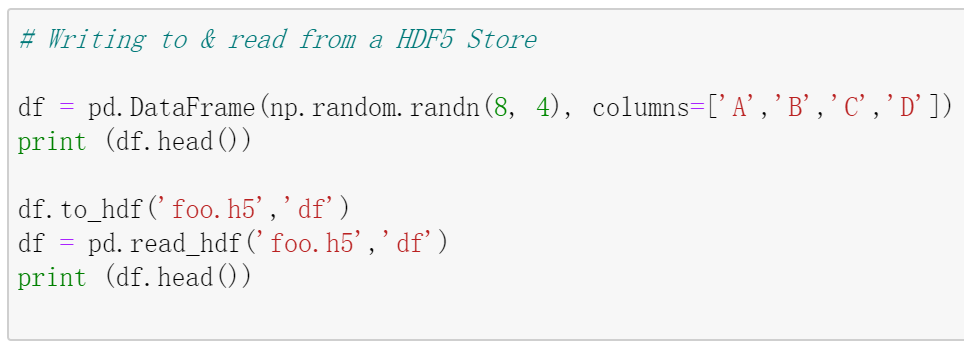 # Writing to & read from a HDF5 Store
df = pd.DataFrame(np.random.randn(8, 4), columns=['A','B','C','D'])
print (df.head())
df.to_hdf('foo.h5','df')
df = pd.read_hdf('foo.h5','df')
print (df.head())